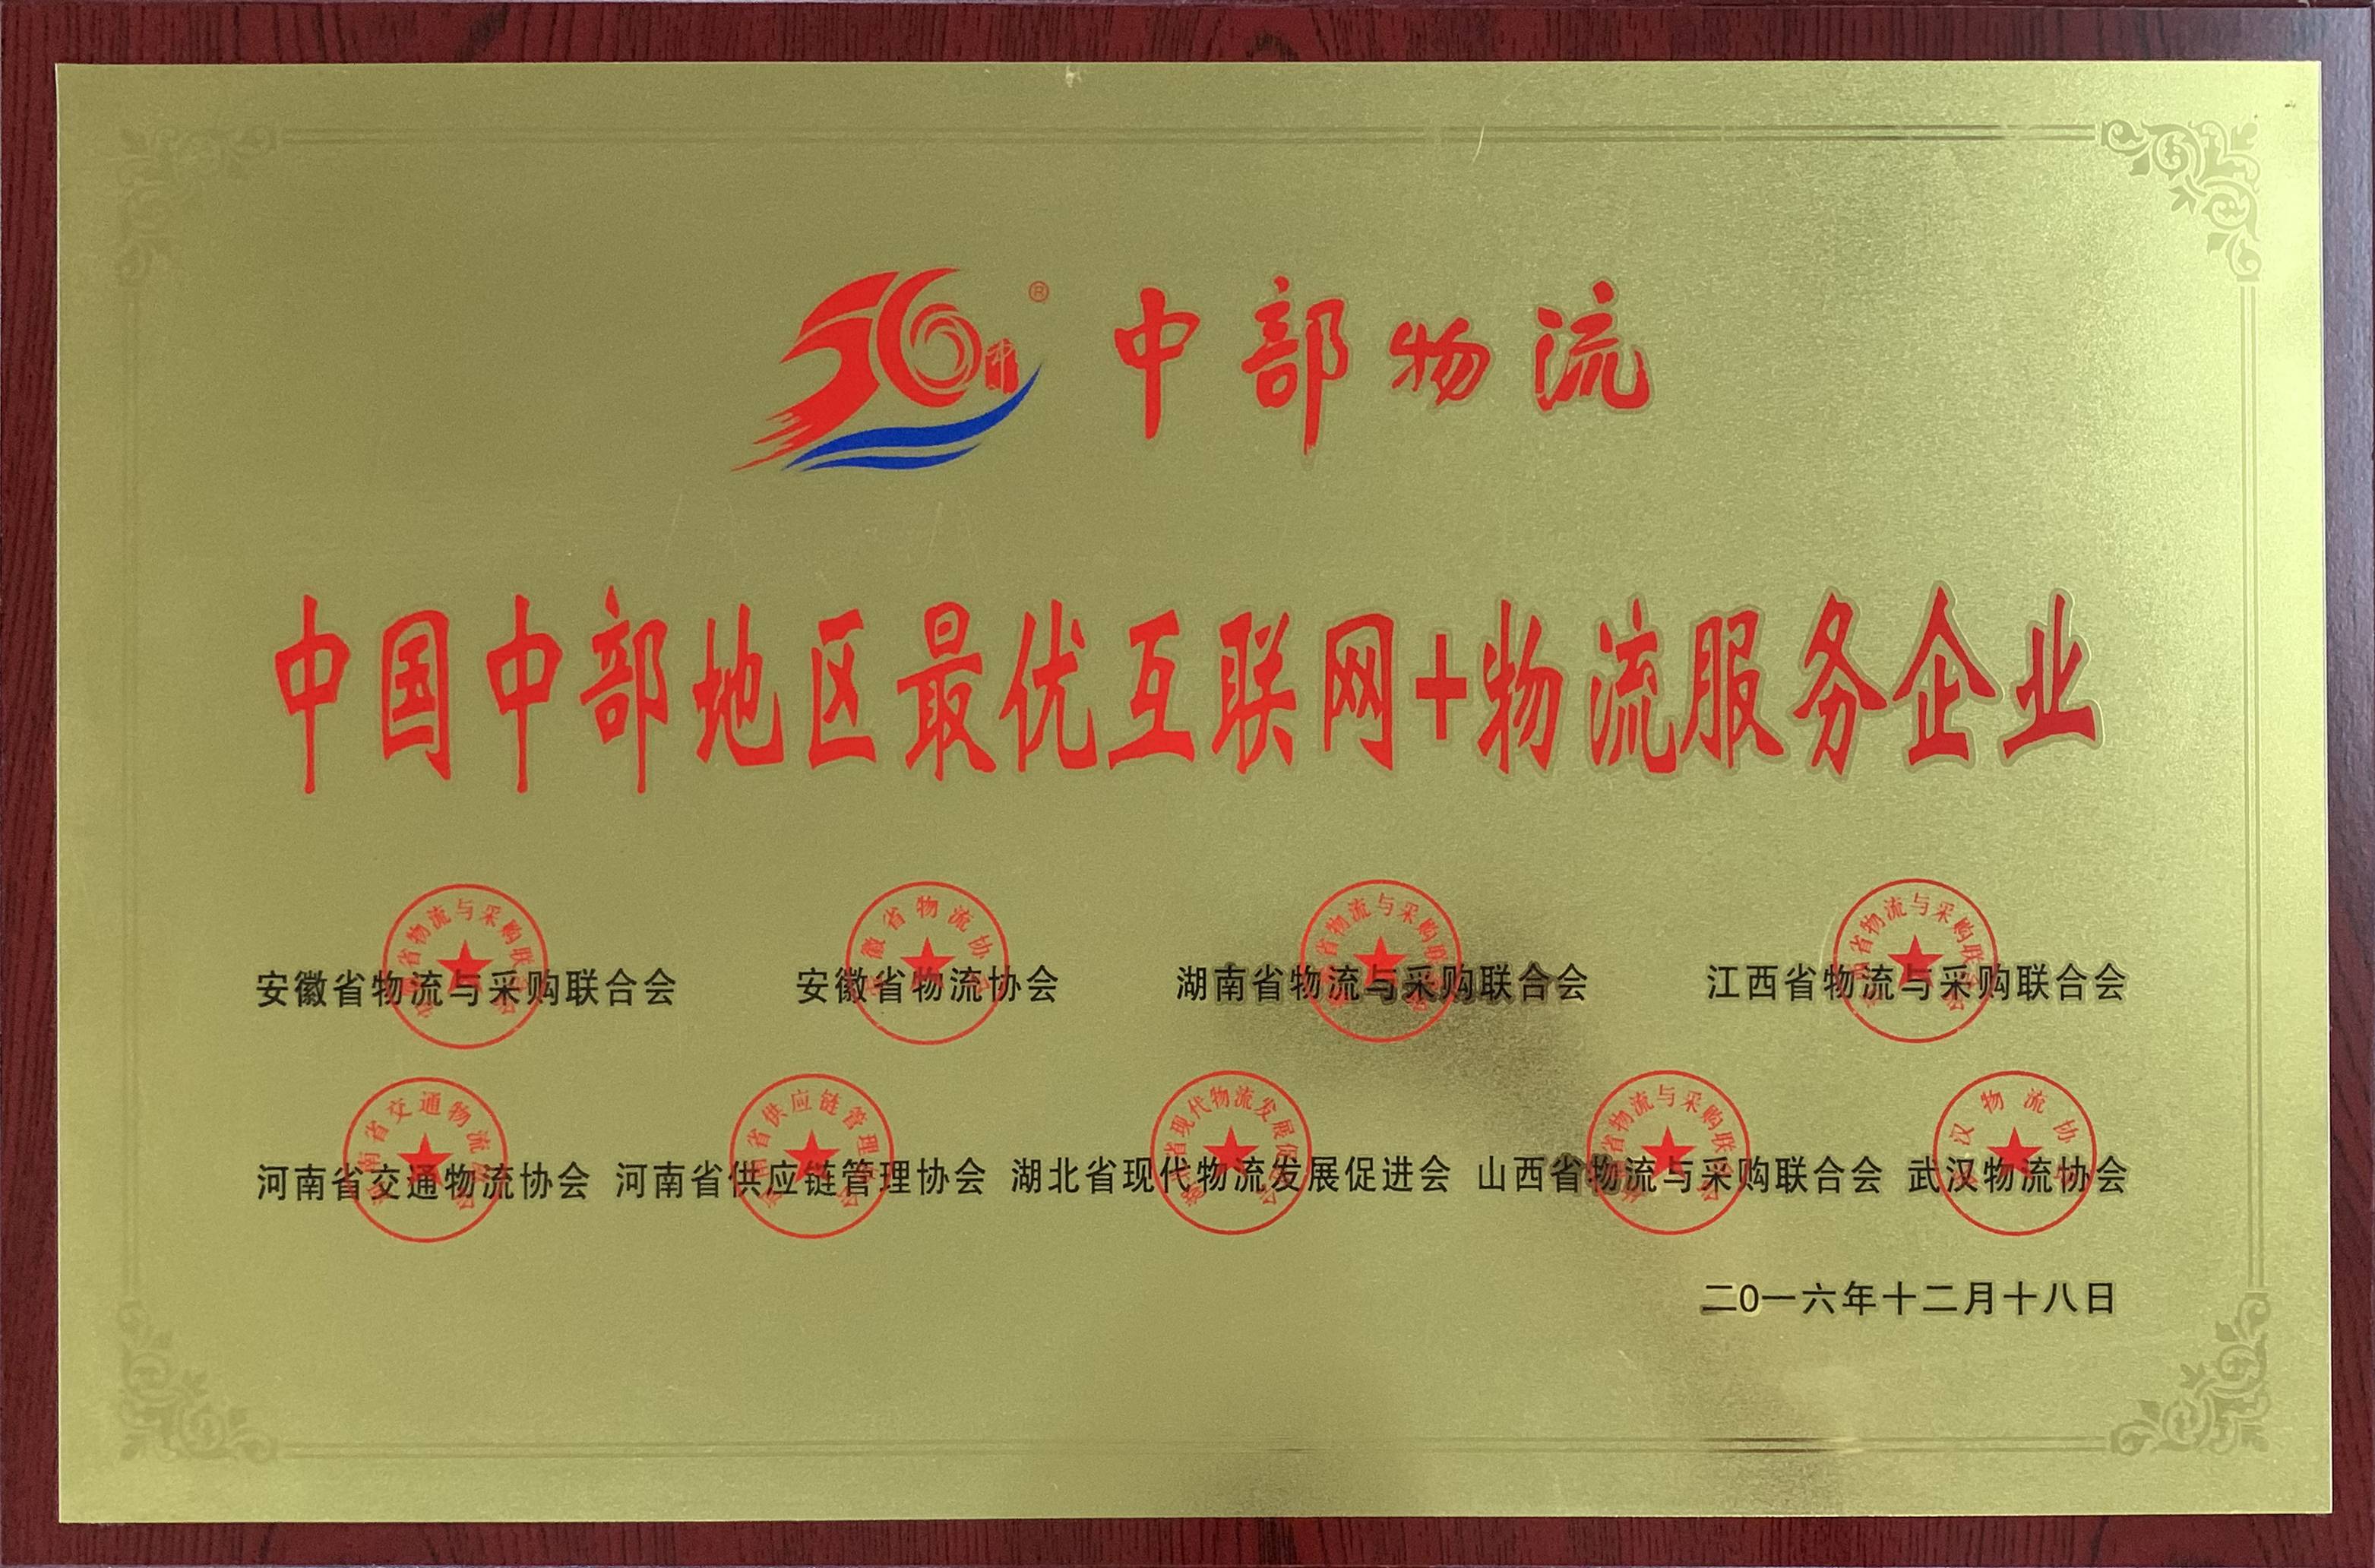 56 中 ® 中部物流
中国中部地区最优互联网+物流服务企业
安徽省物流与采购联合会 安徽省物流协会 湖南省物流与采购联合会 江西省物流与采购联合会
河南省交通物流协会 河南省供应链管理协会 湖北省现代物流发展促进会 山西省物流与采购联合会 武汉物流协会
二0一六年十二月十八日